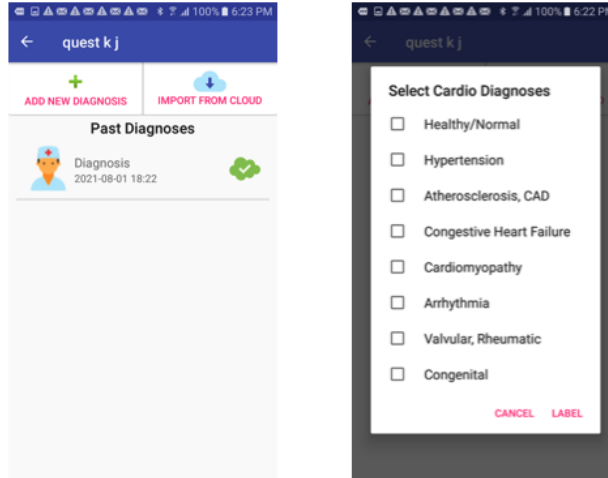 100% 6:23 PM
quest k j
ADD NEW DIAGNOSIS
IMPORT FROM CLOUD
Past Diagnoses
Diagnosis
2021-08-01 18:22
100% 6:22 PM
quest k j
Select Cardio Diagnoses
Healthy/Normal
Hypertension
Atherosclerosis, CAD
Congestive Heart Failure
Cardiomyopathy
Arrhythmia
Valvular, Rheumatic
Congenital
CANCEL LABEL